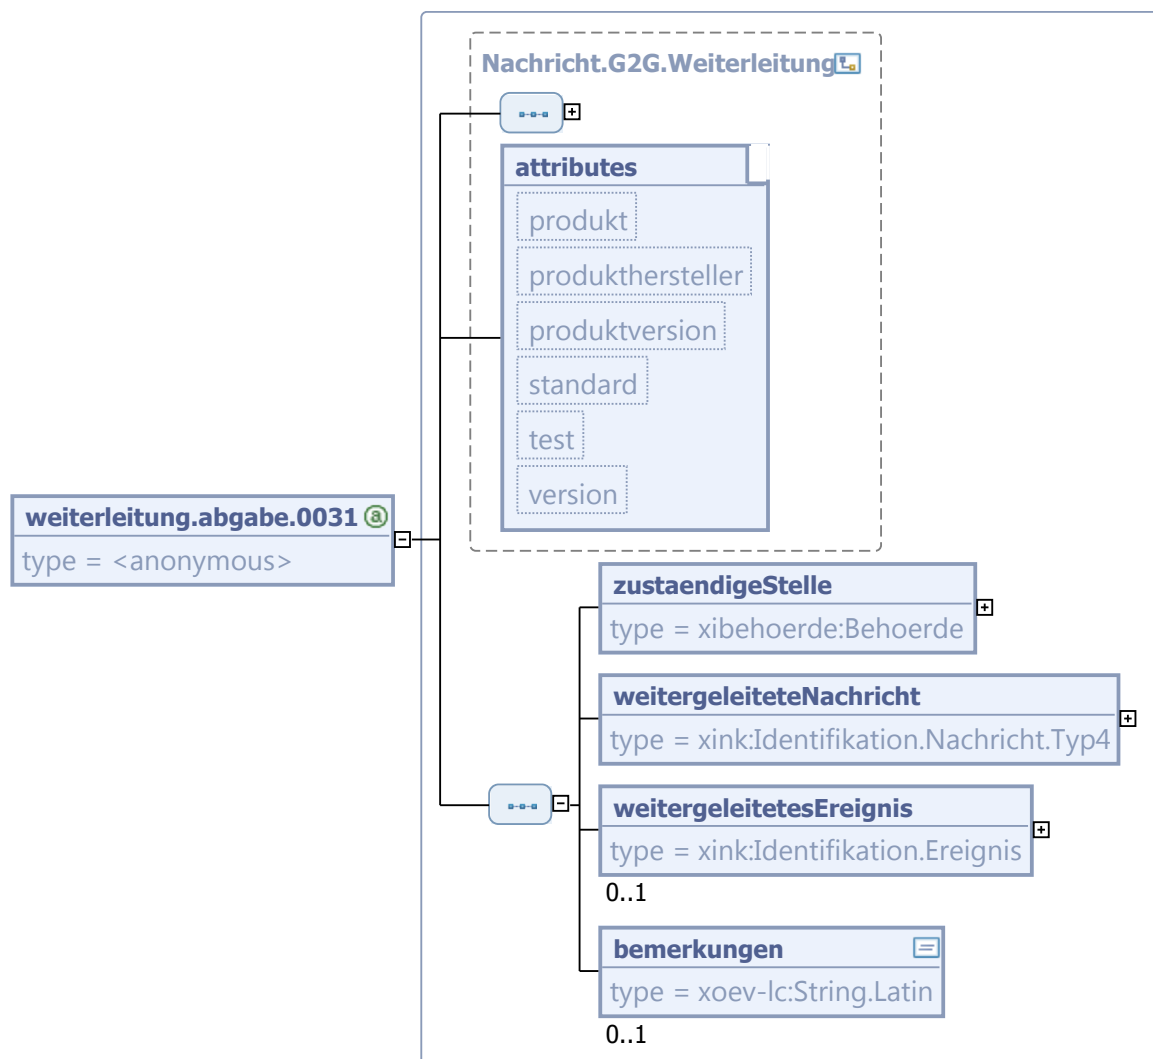 Nachricht.G2G.Weiterleitung
attributes
produkt
produkthersteller
produktversion
standard
test
version
weiterleitung.abgabe.0031
type = <anonymous>
zustaendigeStelle
type = xibehoerde:Behoerde
weitergeleiteteNachricht
type = xink:Identifikation.Nachricht.Typ4
weitergeleitetesEreignis
type = xink:Identifikation.Ereignis
0..1
bemerkungen
type = xoev-lc:String.Latin
0..1